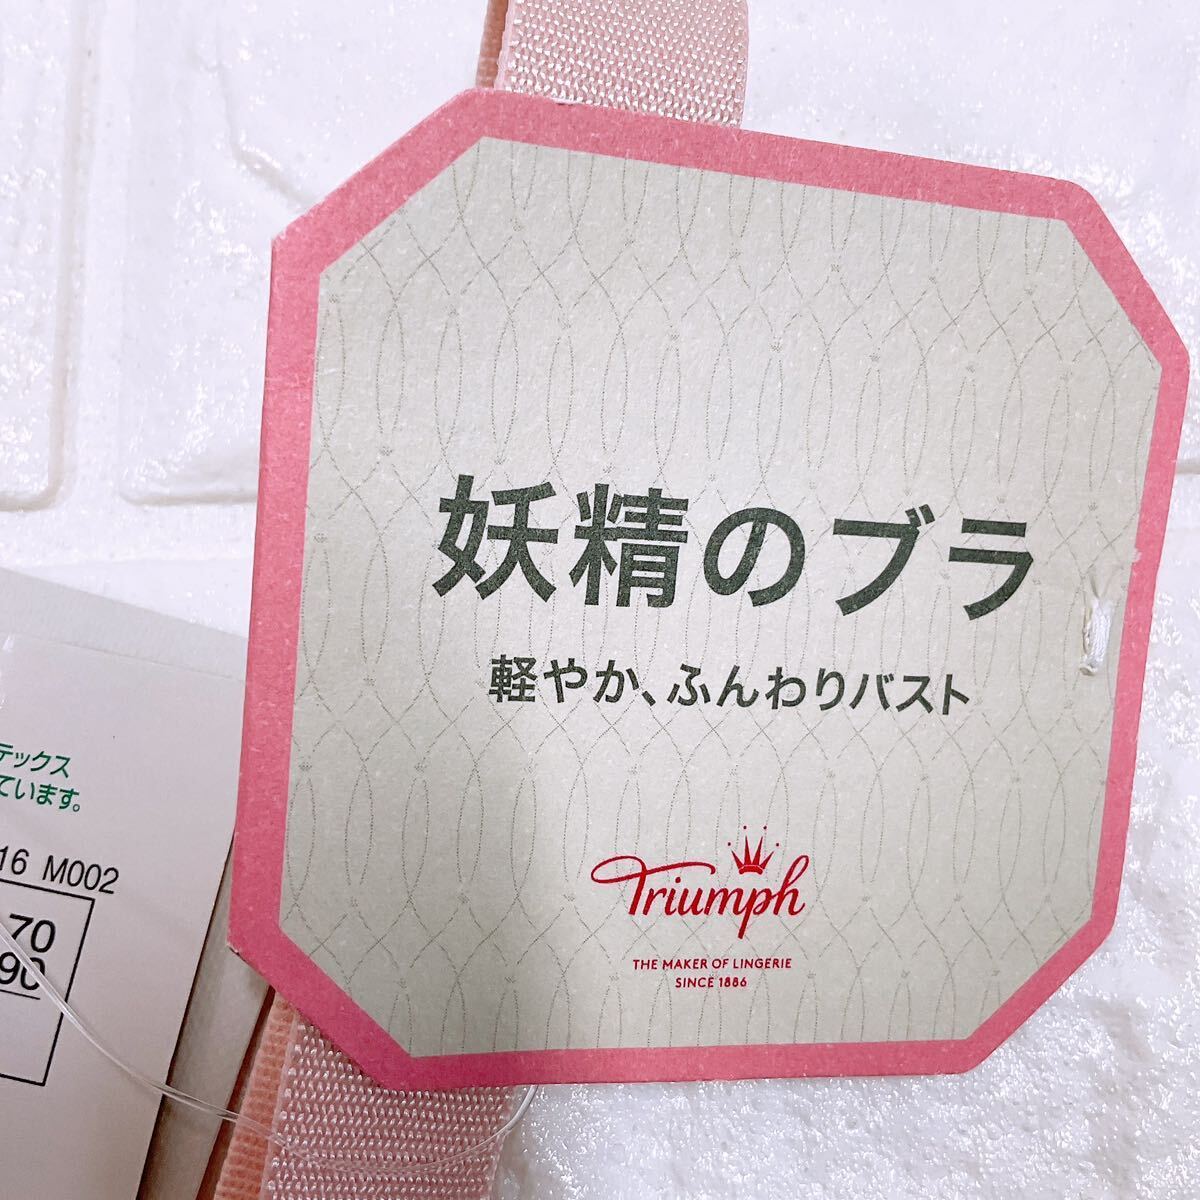 妖精のブラ
軽やか、ふんわりバスト
Triumph
THE MAKER OF LINGERIE
SINCE 1886
テックス
ています。
16 M002
70
90